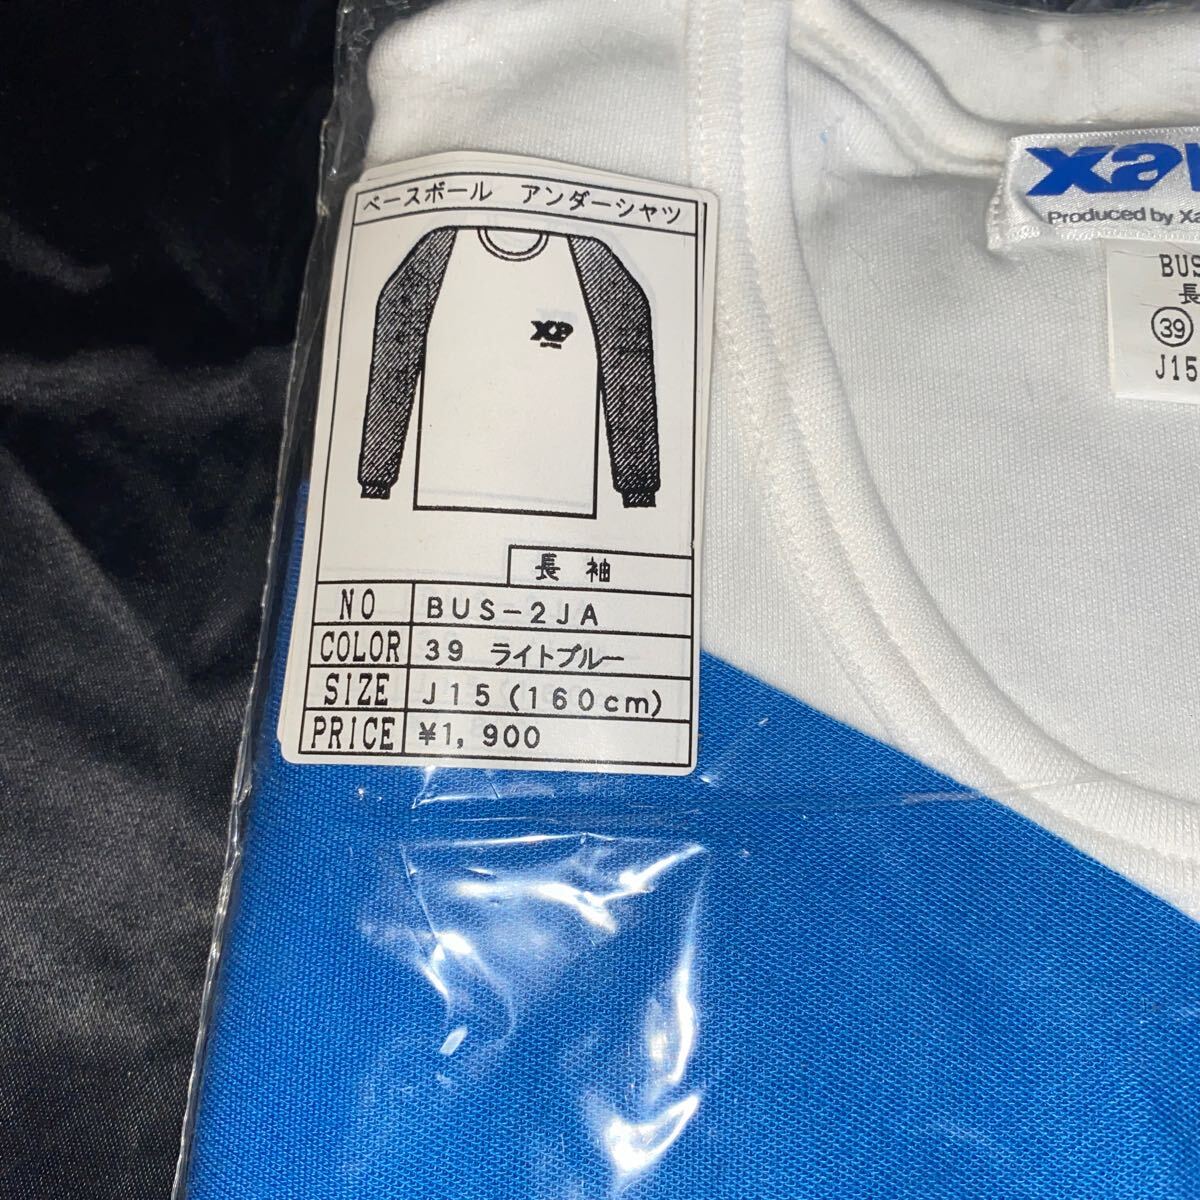 ベースボール アンダーシャツ
XP
長袖
NO BUS-2JA
COLOR 39 ライトブルー
SIZE J15(160cm)
PRICE ¥1,900
Produced by Xa
BUS
長
39
J15